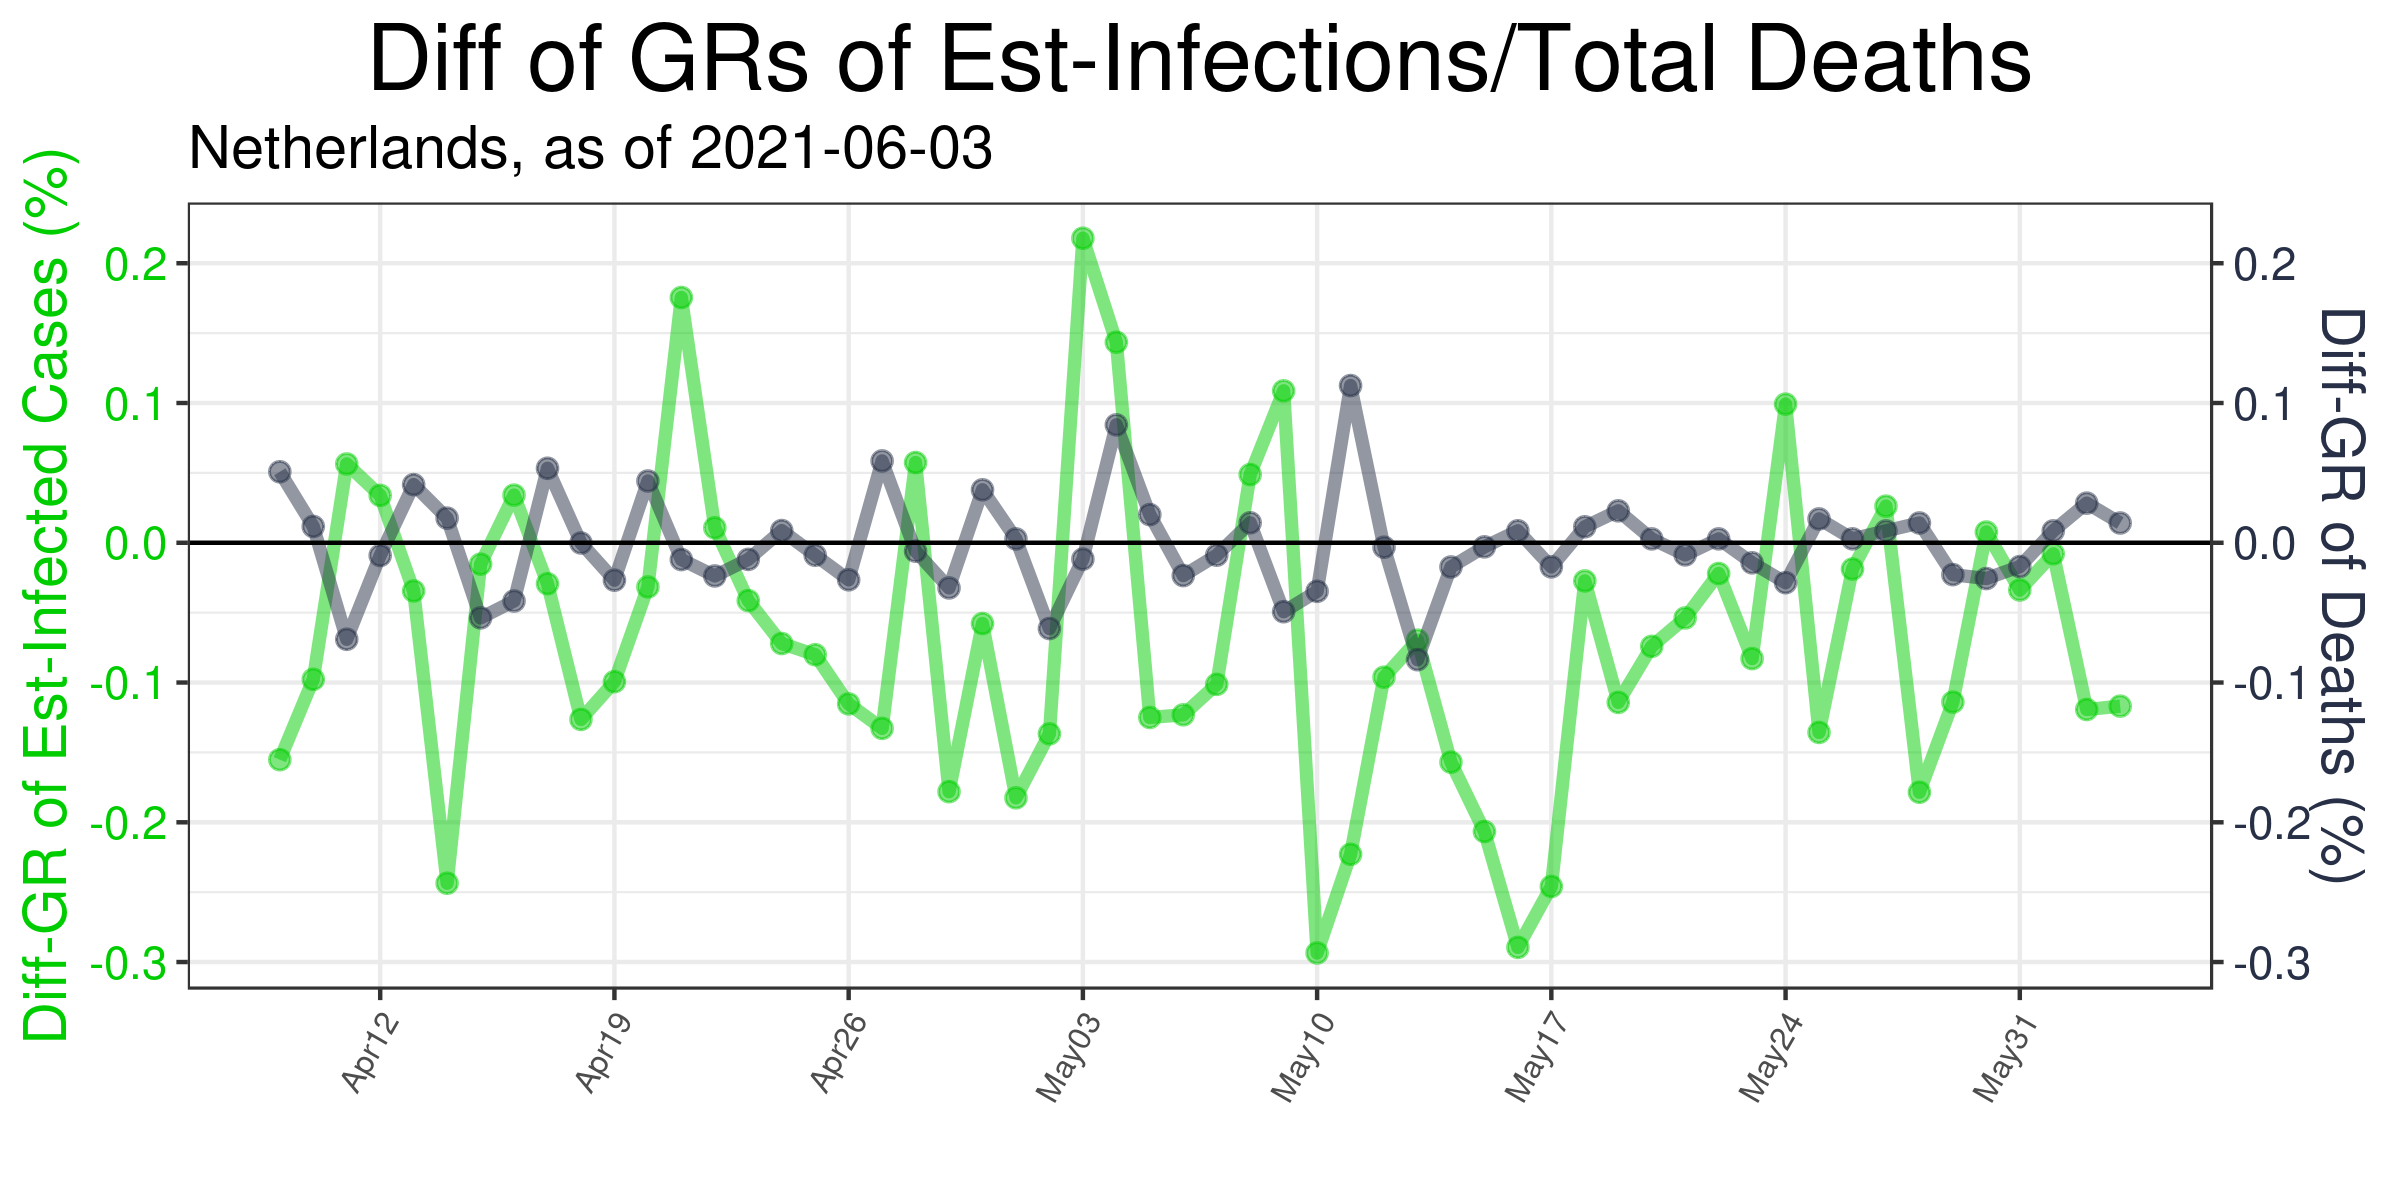 Diff of GRs of Est-Infections/Total Deaths
Netherlands, as of 2021-06-03
Diff-GR of Est-Infected Cases (%)
0.2
0.1
0.0
-0.1
-0.2
-0.3
0.2
0.1
0.0
-0.1
-0.2
-0.3
Diff-GR of Deaths (%)
Apr12
Apr19
Apr26
May03
May10
May17
May24
May31